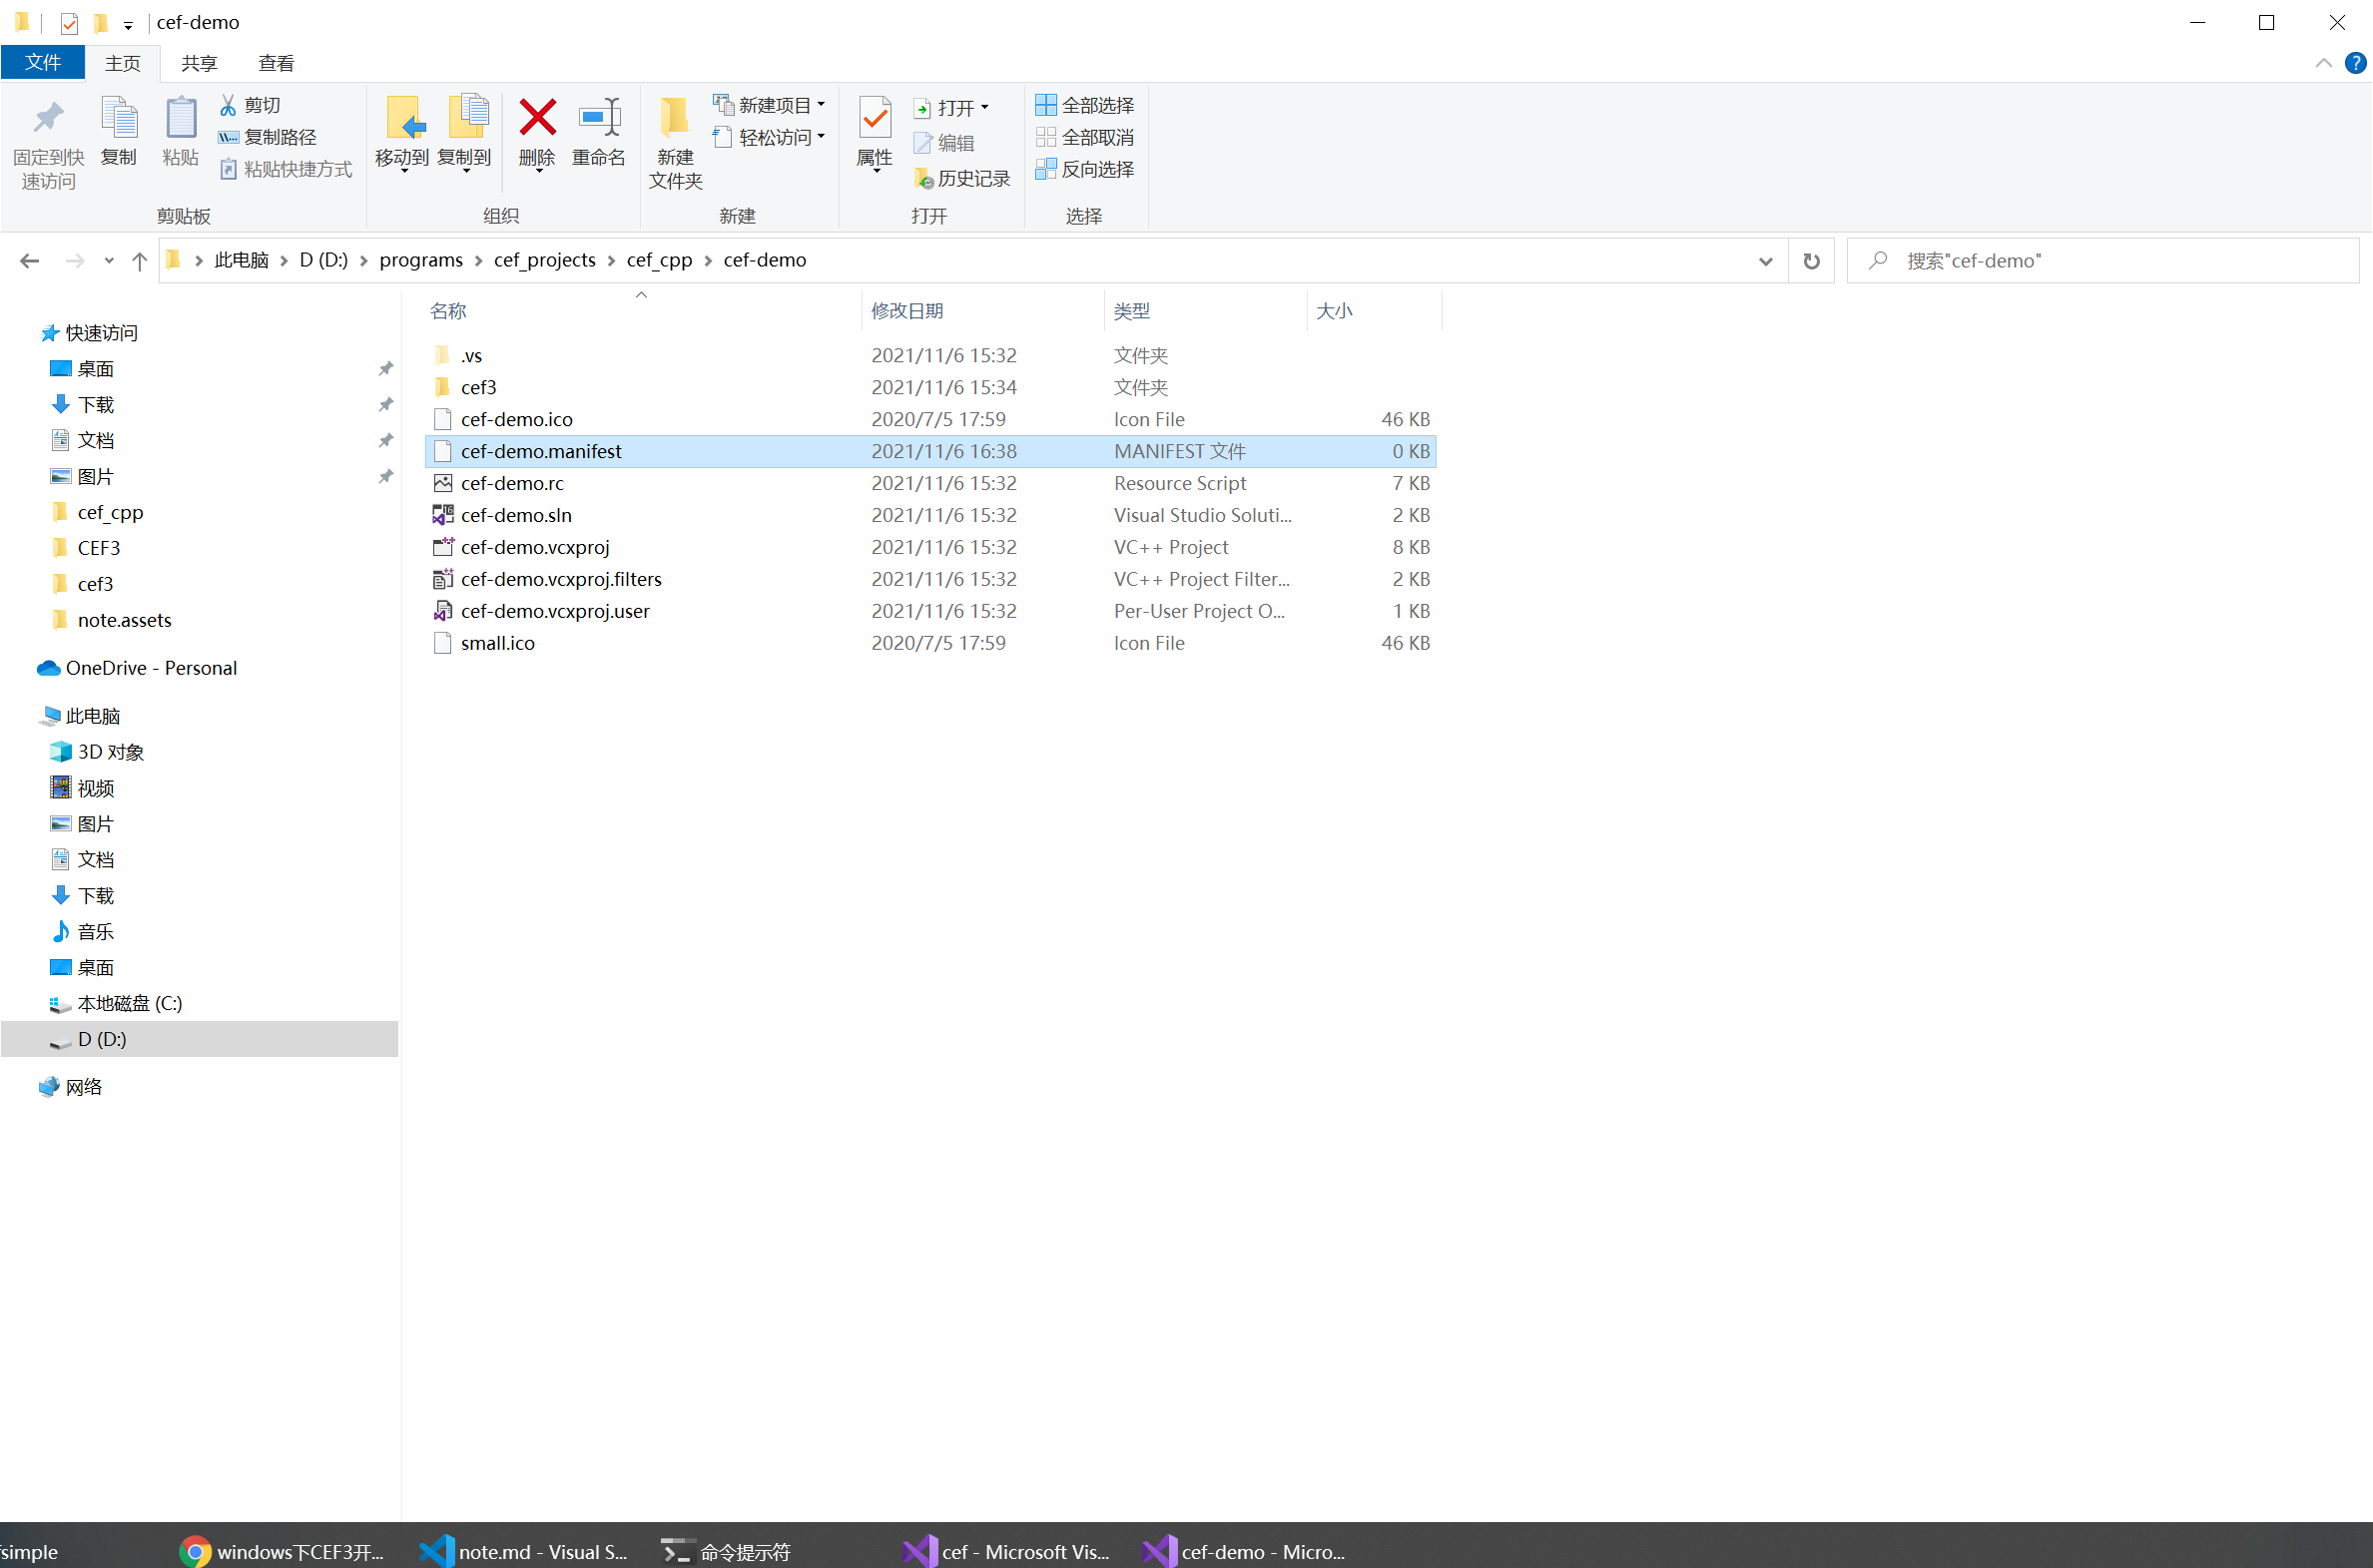 cef-demo
文件 主页 共享 查看
固定到快速访问
复制
粘贴
剪切
复制路径
粘贴快捷方式
剪贴板
移动到
复制到
删除
重命名
组织
新建文件夹
新建项目
轻松访问
新建
属性
打开
编辑
历史记录
打开
全部选择
全部取消
反向选择
选择
此电脑 D (D:) programs cef_projects cef_cpp cef-demo
搜索"cef-demo"
快速访问
桌面
下载
文档
图片
cef_cpp
CEF3
cef3
note.assets
OneDrive - Personal
此电脑
3D 对象
视频
图片
文档
下载
音乐
桌面
本地磁盘 (C:)
D (D:)
网络
名称 修改日期 类型 大小
.vs 2021/11/6 15:32 文件夹
cef3 2021/11/6 15:34 文件夹
cef-demo.ico 2020/7/5 17:59 Icon File 46 KB
cef-demo.manifest 2021/11/6 16:38 MANIFEST 文件 0 KB
cef-demo.rc 2021/11/6 15:32 Resource Script 7 KB
cef-demo.sln 2021/11/6 15:32 Visual Studio Soluti... 2 KB
cef-demo.vcxproj 2021/11/6 15:32 VC++ Project 8 KB
cef-demo.vcxproj.filters 2021/11/6 15:32 VC++ Project Filter... 2 KB
cef-demo.vcxproj.user 2021/11/6 15:32 Per-User Project O... 1 KB
small.ico 2020/7/5 17:59 Icon File 46 KB
fsimple windows下CEF3开... note.md - Visual S... 命令提示符 cef - Microsoft Vis... cef-demo - Micro...